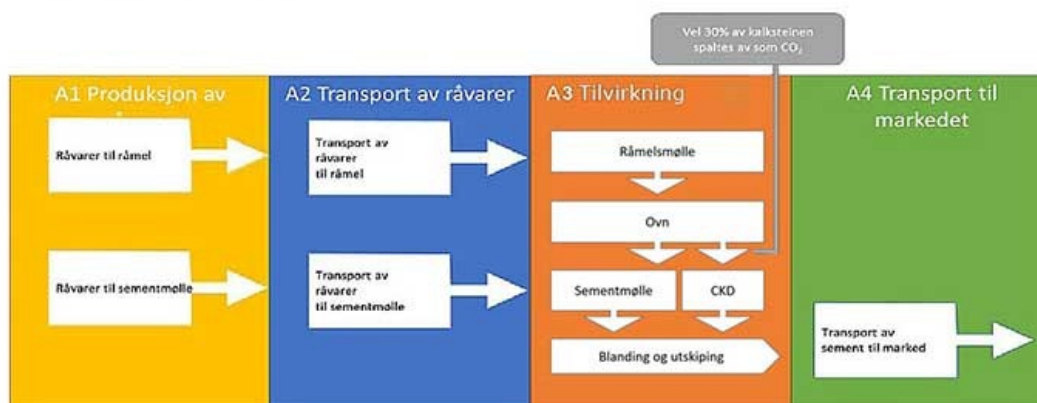 Vel 30% av kalksteinen
spaltes av som CO₂
A1 Produksjon av
Råvarer til råmel
Råvarer til sementmølle
A2 Transport av råvarer
Transport av
råvarer
til råmel
Transport av
råvarer
til sementmølle
A3 Tilvirkning
Råmelsmølle
Ovn
Sementmølle
CKD
Blanding og utskiping
A4 Transport til
markedet
Transport av
sement til marked